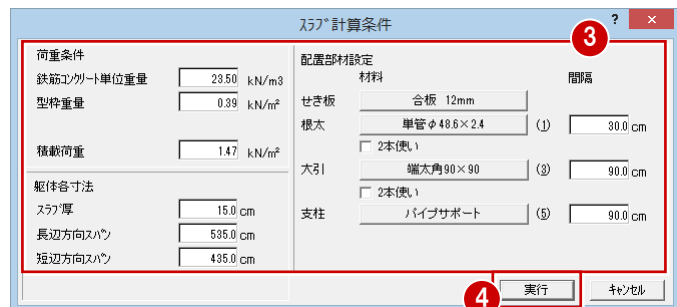 スラブ計算条件
? ×
3
荷重条件
鉄筋コンクリート単位重量 23.50 kN/m3
型枠重量 0.39 kN/m²
積載荷重 1.47 kN/m²
躯体各寸法
スラブ厚 15.0 cm
長辺方向スパン 535.0 cm
短辺方向スパン 435.0 cm
配置部材設定
材料 間隔
せき板 合板 12mm
根太 単管φ48.6×2.4 (1) 30.0 cm
2本使い
大引 端太角90×90 (3) 90.0 cm
2本使い
支柱 パイプサポート (5) 90.0 cm
4
実行 キャンセル